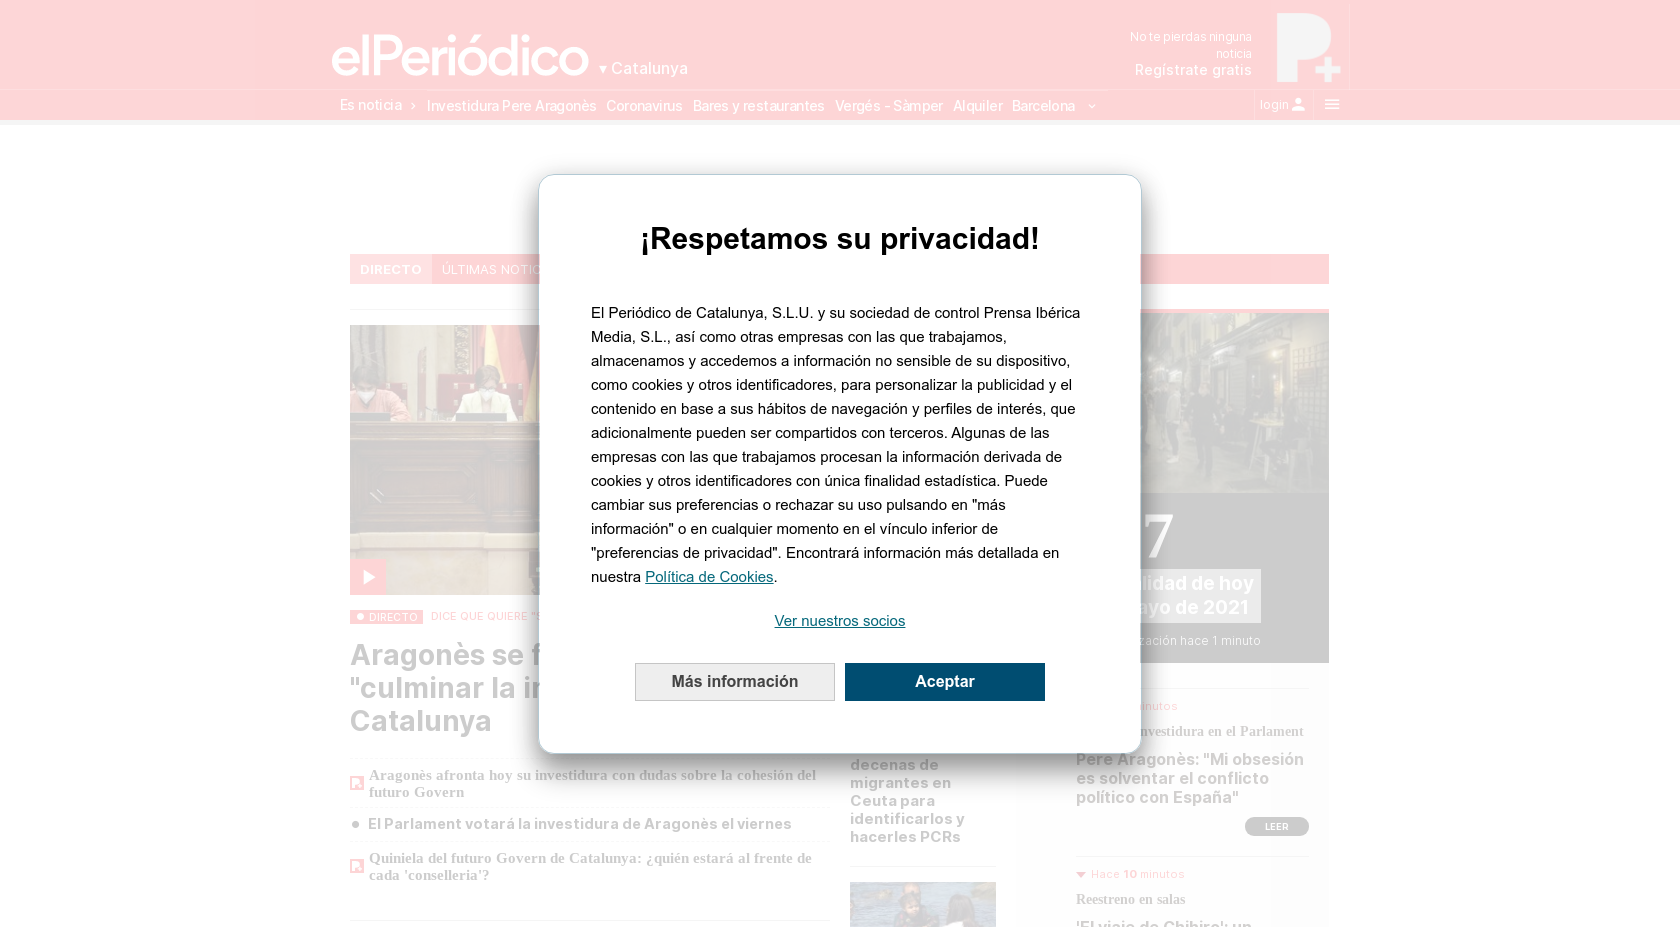 elPeriódico
▾ Catalunya
No te pierdas ninguna
noticia
Regístrate gratis
P+
Es noticia › Investidura Pere Aragonès Coronavirus Bares y restaurantes Vergés - Sàmper Alquiler Barcelona
login
DIRECTO ÚLTIMAS NOTIC
¡Respetamos su privacidad!
El Periódico de Catalunya, S.L.U. y su sociedad de control Prensa Ibérica
Media, S.L., así como otras empresas con las que trabajamos,
almacenamos y accedemos a información no sensible de su dispositivo,
como cookies y otros identificadores, para personalizar la publicidad y el
contenido en base a sus hábitos de navegación y perfiles de interés, que
adicionalmente pueden ser compartidos con terceros. Algunas de las
empresas con las que trabajamos procesan la información derivada de
cookies y otros identificadores con única finalidad estadística. Puede
cambiar sus preferencias o rechazar su uso pulsando en "más
información" o en cualquier momento en el vínculo inferior de
"preferencias de privacidad". Encontrará información más detallada en
nuestra Política de Cookies.
Ver nuestros socios
Más información
Aceptar
DIRECTO DICE QUE QUIERE
Aragonès se
"culminar la
Catalunya
Aragonès afronta hoy su investidura con dudas sobre la cohesión del
futuro Govern
El Parlament votará la investidura de Aragonès el viernes
Quiniela del futuro Govern de Catalunya: ¿quién estará al frente de
cada 'conselleria'?
decenas de
migrantes en
Ceuta para
identificarlos y
hacerles PCRs
7
lidad de hoy
ayo de 2021
zación hace 1 minuto
inutos
nvestidura en el Parlament
Pere Aragonès: "Mi obsesión
es solventar el conflicto
político con España"
LEER
Hace 10 minutos
Reestreno en salas
'El viaje de Chihiro': un